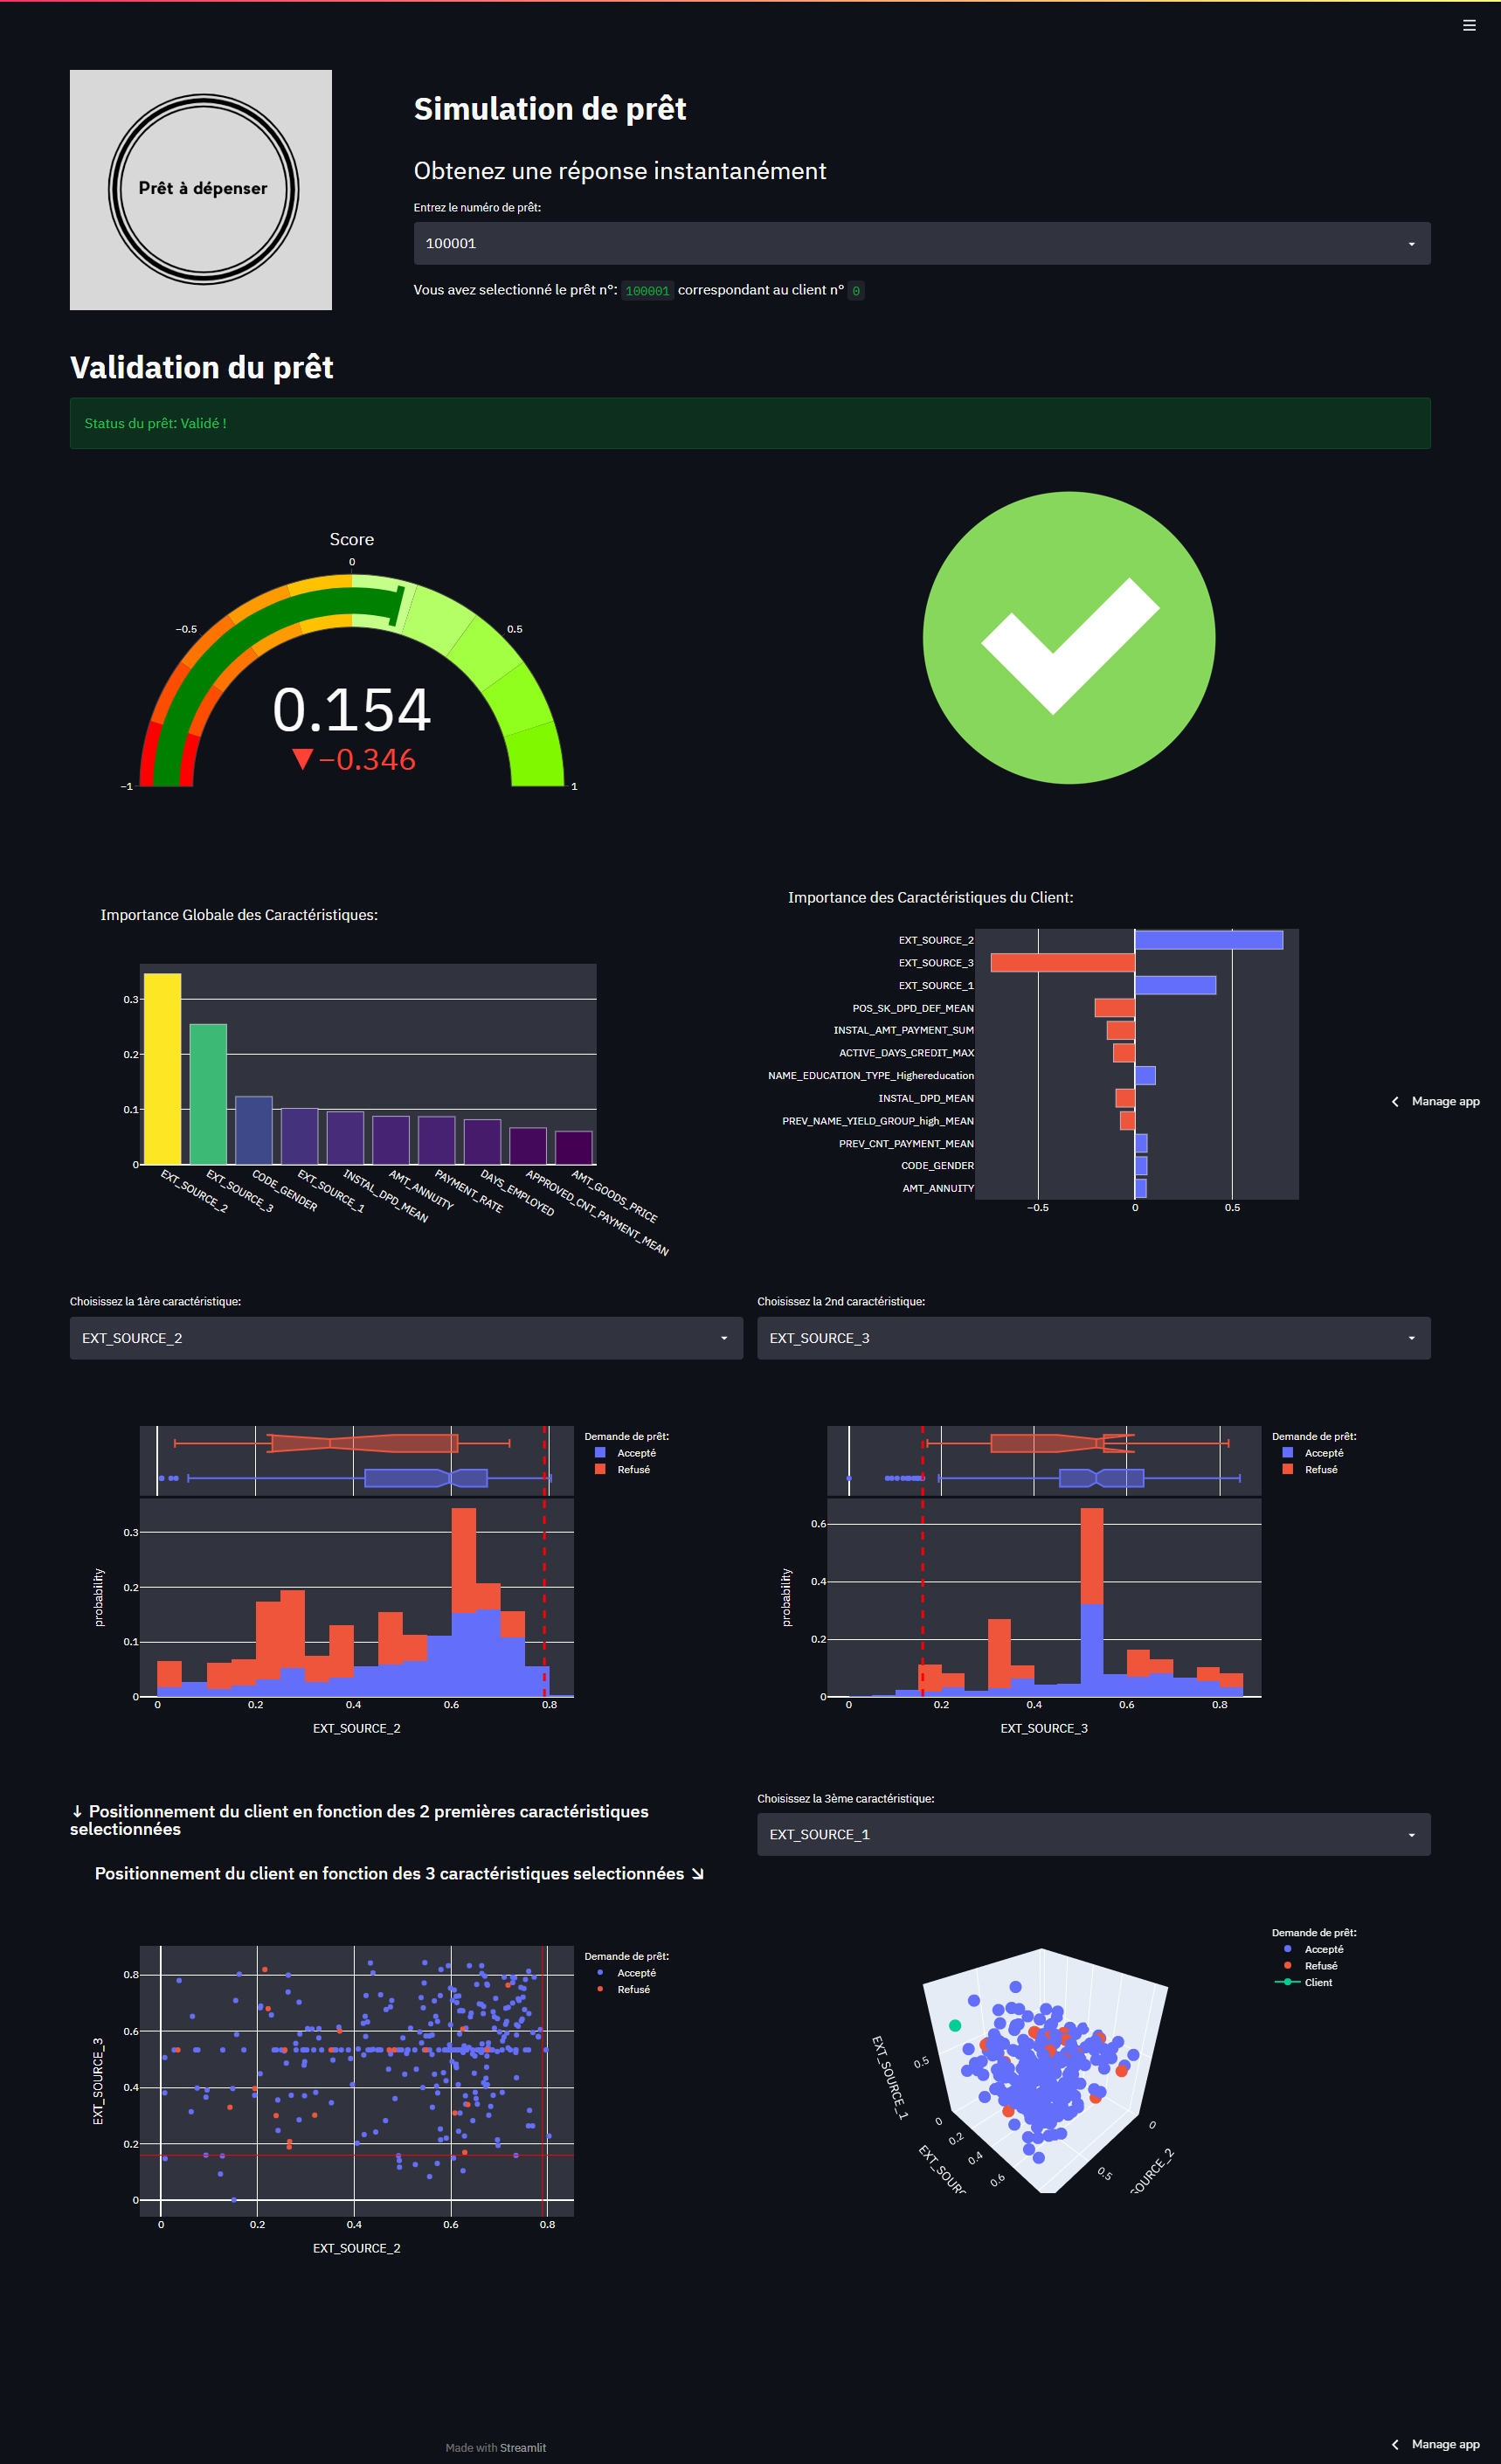 Prêt à dépenser
Simulation de prêt
Obtenez une réponse instantanément
Entrez le numéro de prêt:
100001
Vous avez selectionné le prêt n°: 100001 correspondant au client n° 0
Validation du prêt
Status du prêt: Validé !
Score
0
−0.5
0.5
0.154
▼−0.346
−1
1
Importance Globale des Caractéristiques:
0.3
0.2
0.1
0
EXT_SOURCE_2
EXT_SOURCE_3
CODE_GENDER
EXT_SOURCE_1
INSTAL_DPD_MEAN
AMT_ANNUITY
PAYMENT_RATE
DAYS_EMPLOYED
APPROVED_CNT_PAYMENT_MEAN
AMT_GOODS_PRICE
Importance des Caractéristiques du Client:
EXT_SOURCE_2
EXT_SOURCE_3
EXT_SOURCE_1
POS_SK_DPD_DEF_MEAN
INSTAL_AMT_PAYMENT_SUM
ACTIVE_DAYS_CREDIT_MAX
NAME_EDUCATION_TYPE_Highereducation
INSTAL_DPD_MEAN
PREV_NAME_YIELD_GROUP_high_MEAN
PREV_CNT_PAYMENT_MEAN
CODE_GENDER
AMT_ANNUITY
−0.5 0 0.5
Manage app
Choisissez la 1ère caractéristique:
EXT_SOURCE_2
Choisissez la 2nd caractéristique:
EXT_SOURCE_3
Demande de prêt:
Accepté
Refusé
0.3
0.2
0.1
0
probability
0 0.2 0.4 0.6 0.8
EXT_SOURCE_2
Demande de prêt:
Accepté
Refusé
0.6
0.4
0.2
0
probability
0 0.2 0.4 0.6 0.8
EXT_SOURCE_3
↓ Positionnement du client en fonction des 2 premières caractéristiques
selectionnées
Positionnement du client en fonction des 3 caractéristiques selectionnées ⇲
Choisissez la 3ème caractéristique:
EXT_SOURCE_1
Demande de prêt:
Accepté
Refusé
0.8
0.6
0.4
0.2
0
EXT_SOURCE_3
0 0.2 0.4 0.6 0.8
EXT_SOURCE_2
Demande de prêt:
Accepté
Refusé
Client
EXT_SOURCE_1
0.5
0
0.2
0.4
0.6
EXT_SOURC
0
0.5
SOURCE_2
Made with Streamlit
Manage app